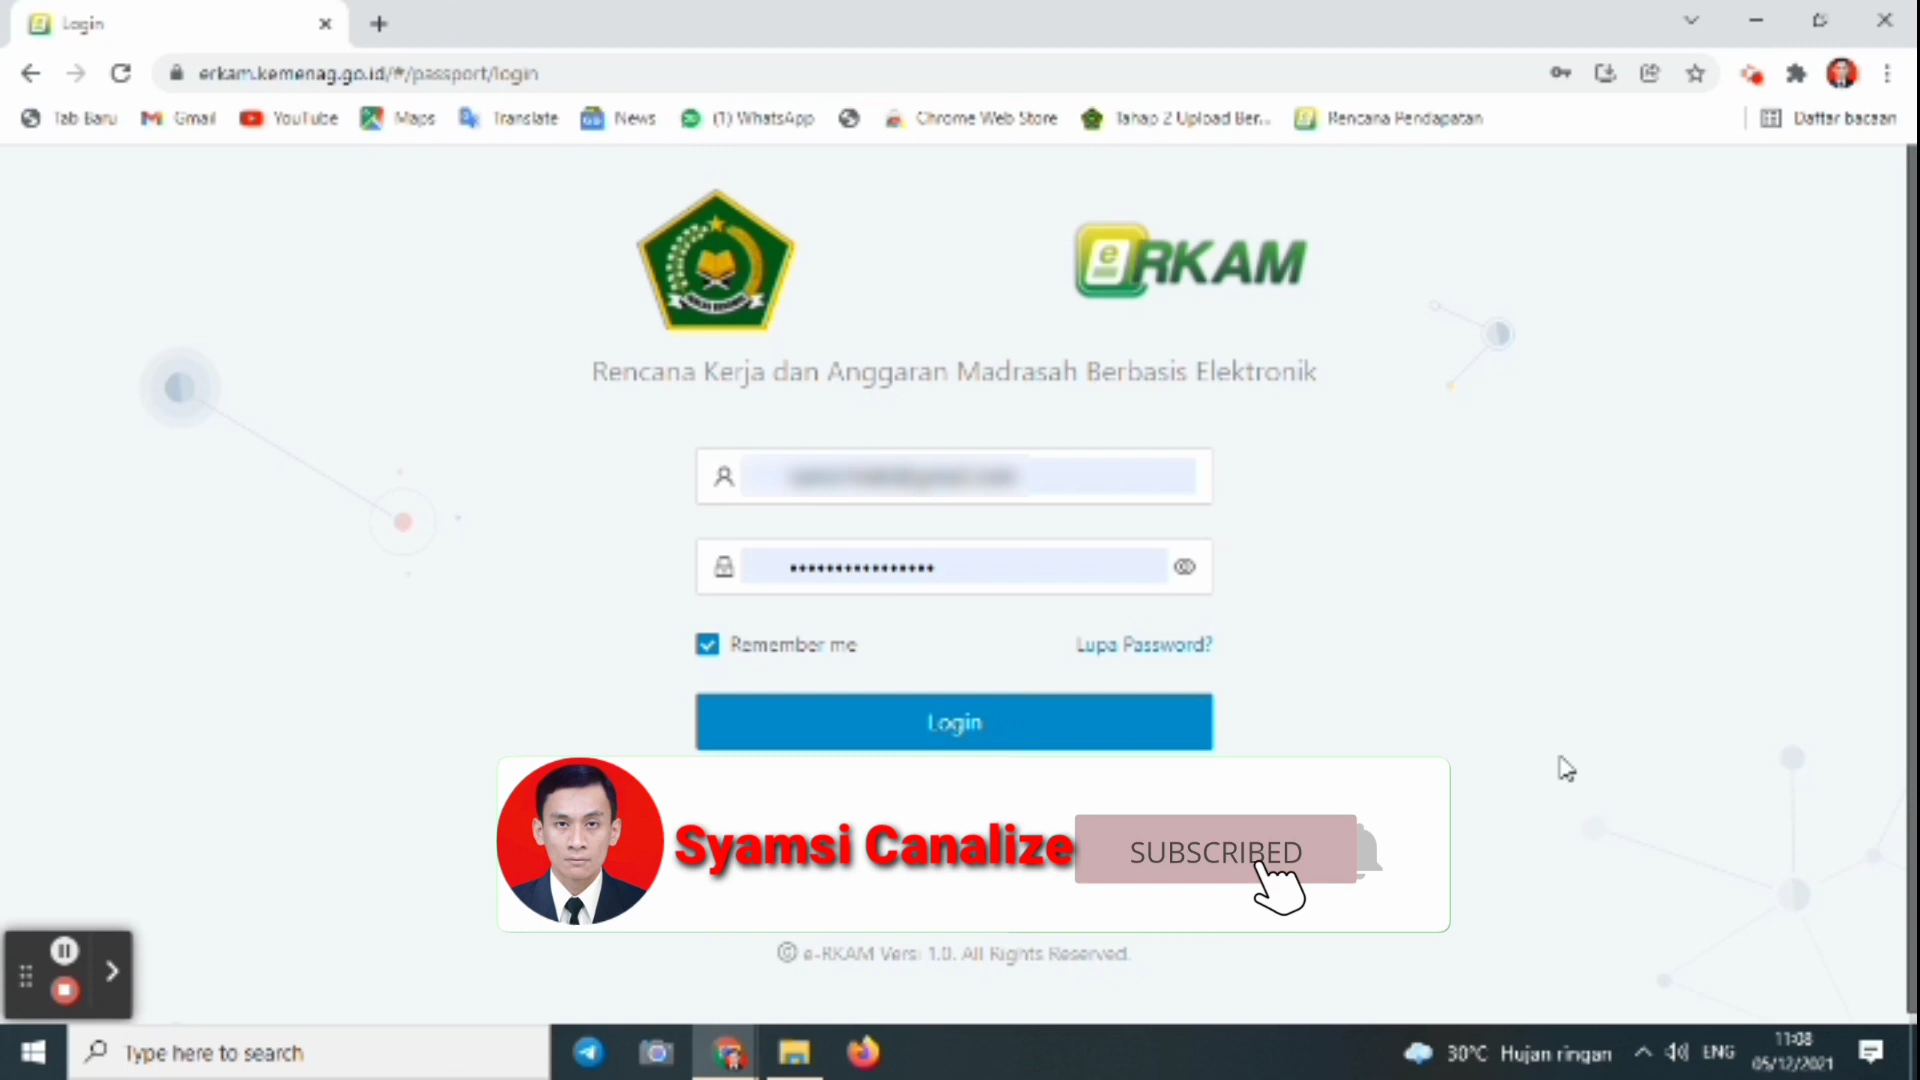 Login
erkam.kemenag.go.id/#/passport/login
Tab Baru
Gmail
YouTube
Maps
Translate
News
(1) WhatsApp
Chrome Web Store
Tahap 2 Upload Ber...
Rencana Pendapatan
Daftar bacaan
eRKAM
Rencana Kerja dan Anggaran Madrasah Berbasis Elektronik
Remember me
Lupa Password?
Login
Syamsi Canalize
SUBSCRIBED
© e-RKAM Versi 1.0. All Rights Reserved.
Type here to search
30°C Hujan ringan
ENG
11:08
05/12/2021